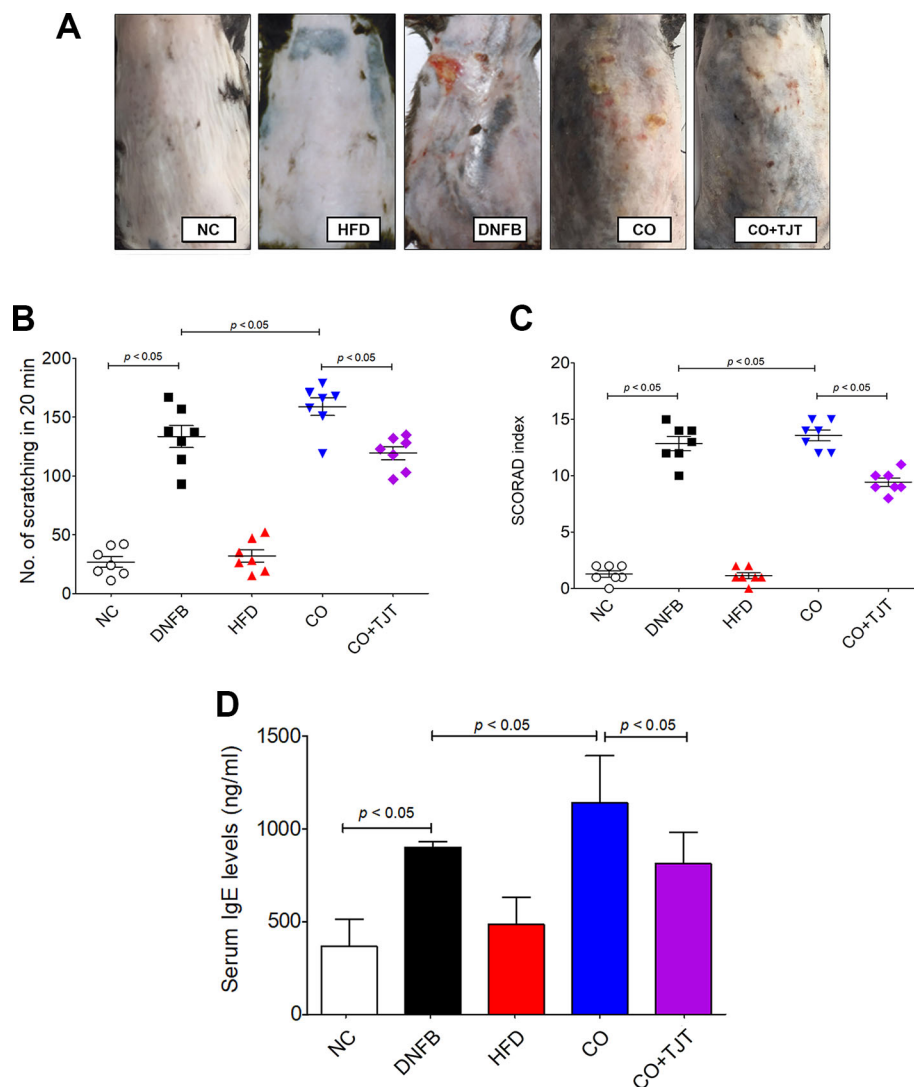 A
NC
HFD
DNFB
CO
CO+TJT
B
p < 0.05
p < 0.05
p < 0.05
No. of scratching in 20 min
200
150
100
50
0
NC
DNFB
HFD
CO
CO+TJT
C
p < 0.05
p < 0.05
p < 0.05
SCORAD index
20
15
10
5
0
NC
DNFB
HFD
CO
CO+TJT
D
p < 0.05
p < 0.05
p < 0.05
Serum IgE levels (ng/ml)
1500
1000
500
0
NC
DNFB
HFD
CO
CO+TJT